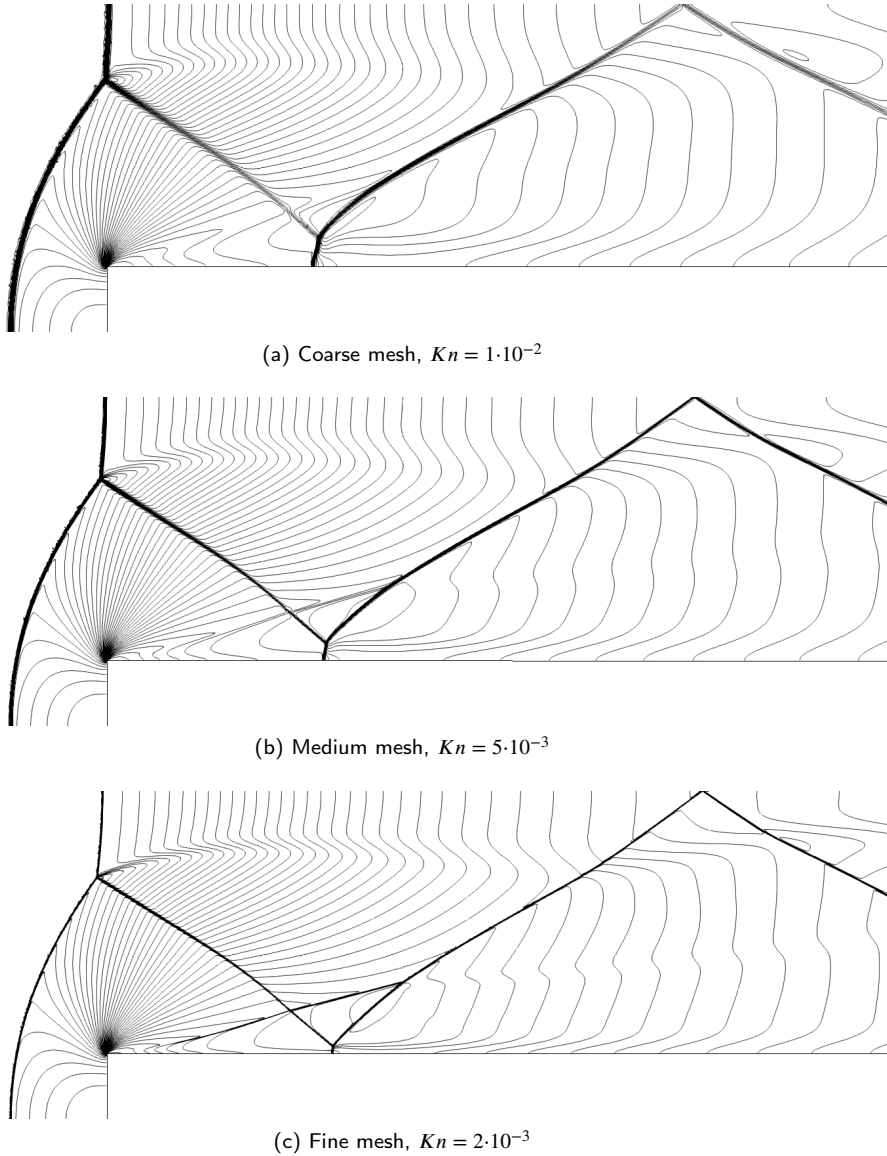 (a) Coarse mesh, Kn = 1·10⁻²
(b) Medium mesh, Kn = 5·10⁻³
(c) Fine mesh, Kn = 2·10⁻³